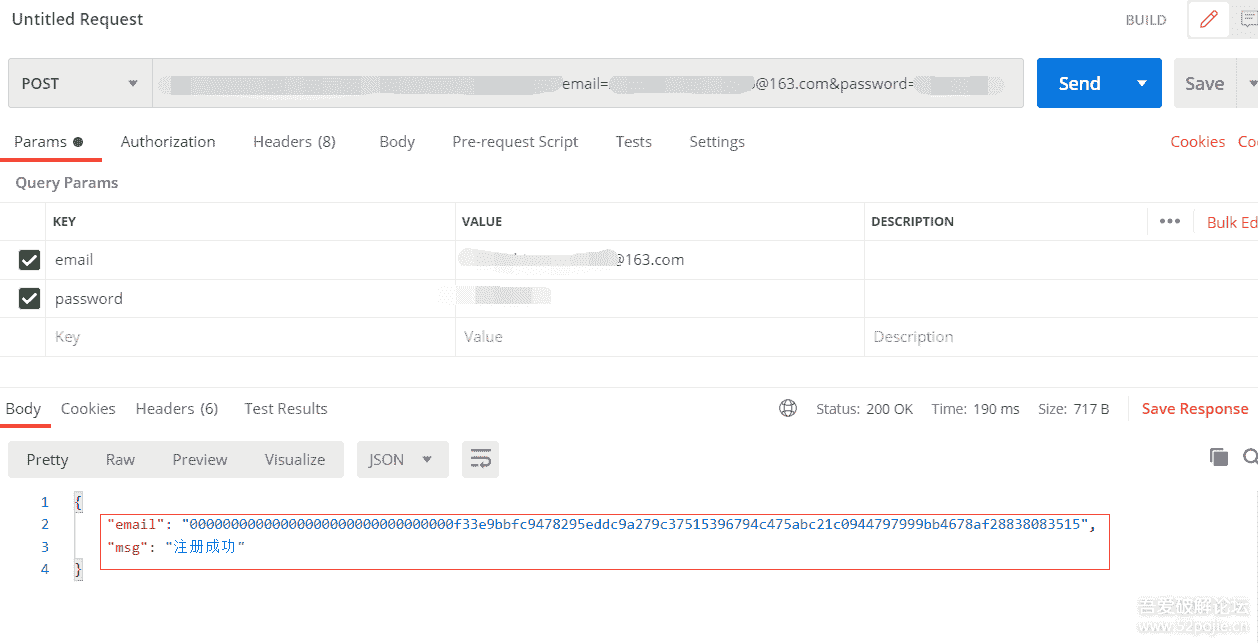 Untitled Request
BUILD
POST
email= @163.com&password=
Send
Save
Params
Authorization
Headers (8)
Body
Pre-request Script
Tests
Settings
Cookies
Co
Query Params
KEY
VALUE
DESCRIPTION
Bulk Ed
email
@163.com
password
Key
Value
Description
Body
Cookies
Headers (6)
Test Results
Status: 200 OK
Time: 190 ms
Size: 717 B
Save Response
Pretty
Raw
Preview
Visualize
JSON
1 {
2 "email": "00000000000000000000000000000000f33e9bbfc9478295eddc9a279c37515396794c475abc21c0944797999bb4678af28838083515",
3 "msg": "注册成功"
4 }
吾爱破解论坛
www.52pojie.cn